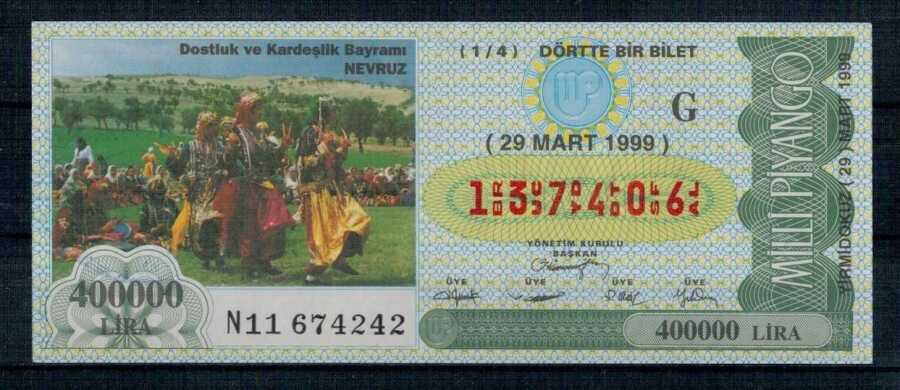 Dostluk ve Kardeşlik Bayramı
NEVRUZ
400000
LİRA
N11 674242
(1/4) DÖRTTE BİR BİLET
G
( 29 MART 1999 )
1 3 7 4 0 6
YÖNETİM KURULU
BAŞKAN
ÜYE ÜYE ÜYE ÜYE
400000 LİRA
MİLLİ PİYANGO
YİRMİDOKUZ ( 29 ) MART 1999